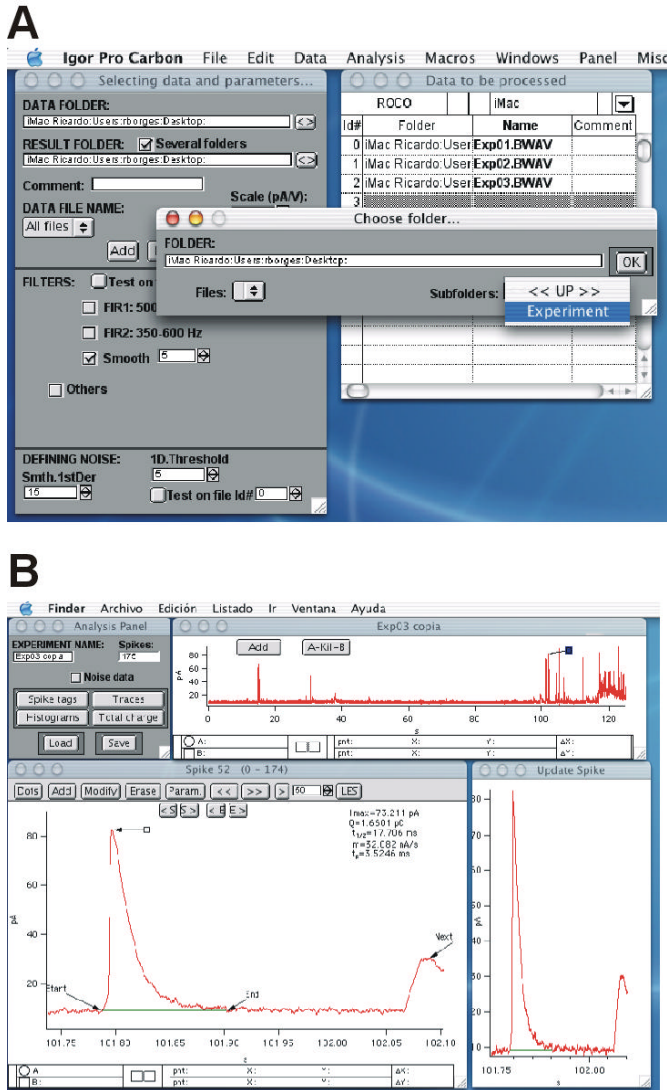 A
Igor Pro Carbon File Edit Data Analysis Macros Windows Panel Misc
Selecting data and parameters...
DATA FOLDER:
iMac Ricardo:Users:rborges:Desktop:
<>
RESULT FOLDER: Several folders
iMac Ricardo:Users:rborges:Desktop:
<>
Comment:
Scale (pA/V):
DATA FILE NAME:
All files
Add
FILTERS: Test on
FIR1: 500
FIR2: 350-600 Hz
Smooth 5
Others
DEFINING NOISE: 1D.Threshold
Smth.1stDer 5
15 Test on file Id# 0
Data to be processed
ROCO iMac
Id# Folder Name Comment
0 iMac Ricardo:User Exp01.BWAV
1 iMac Ricardo:User Exp02.BWAV
2 iMac Ricardo:User Exp03.BWAV
3
Choose folder...
FOLDER:
iMac Ricardo:Users:rborges:Desktop:
OK
Files: Subfolders:
<< UP >>
Experiment
B
Finder Archivo Edición Listado Ir Ventana Ayuda
Analysis Panel
EXPERIMENT NAME: Spikes:
Exp03 copia
Noise data
Spike tags Traces
Histograms Total charge
Load Save
Exp03 copia
Add A-Kil-B
80
60
40
20
pA
0 20 40 60 80 100 120
s
A: pnt: X: Y: ΔX:
B: pnt: X: Y: ΔY:
Spike 52 (0 - 174)
Dots Add Modify Erase Param. << >> > 50 LES
< S S > < E E >
Imax=73.211 pA
Q=1.6501 pC
t1/2=17.706 ms
m=32.082 nA/s
tp=3.5246 ms
80
60
40
20
pA
Start
End
Next
101.75 101.80 101.85 101.90 101.95 102.00 102.05 102.10
s
A pnt: X: Y: ΔX:
B: pnt: X: Y: ΔY:
Update Spike
80
70
60
50
40
30
20
10
pA
101.75 102.00
s